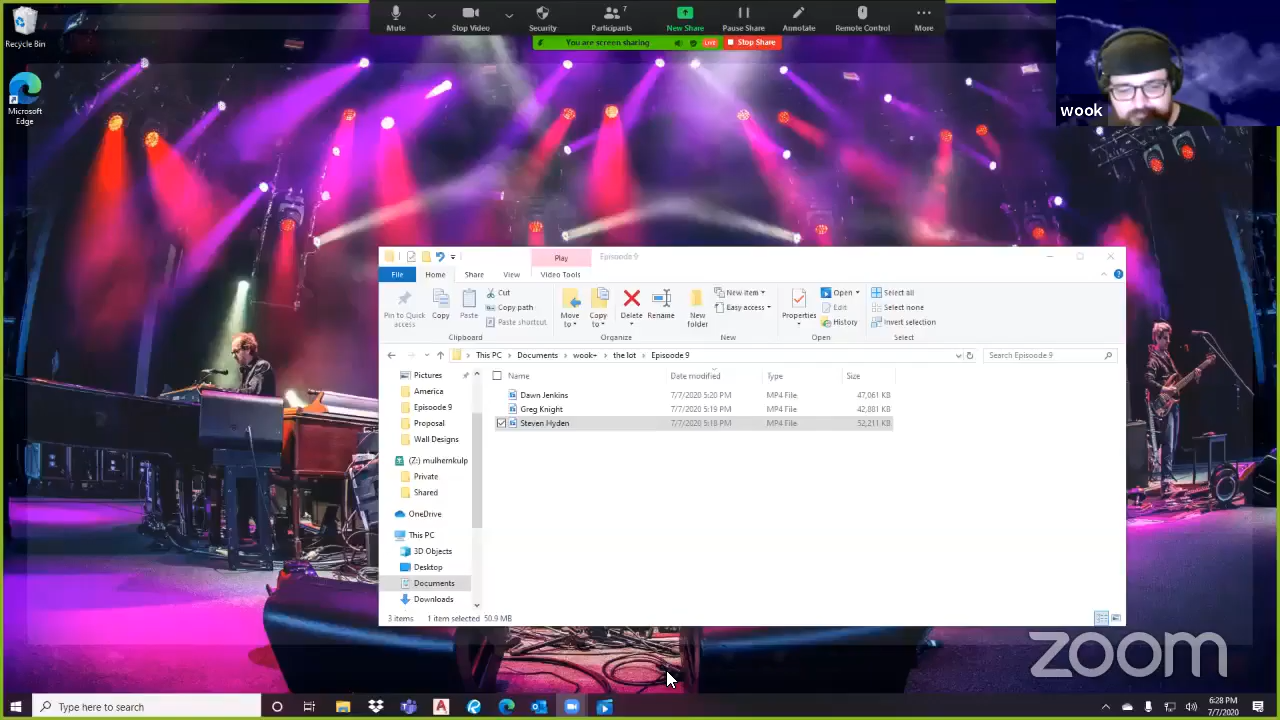 Recycle Bin
Microsoft Edge
Mute
Stop Video
Security
Participants 7
New Share
Pause Share
Annotate
Remote Control
More
You are screen sharing
LIVE
Stop Share
wook
Play
Episode 9
File
Home
Share
View
Video Tools
Pin to Quick access
Copy
Paste
Cut
Copy path
Paste shortcut
Move to
Copy to
Delete
Rename
New folder
New item
Easy access
Properties
Open
Edit
History
Select all
Select none
Invert selection
Clipboard
Organize
New
Open
Select
This PC > Documents > wook~ > the lot > Episode 9
Search Episode 9
Name Date modified Type Size
Dawn Jenkins 7/7/2020 5:20 PM MP4 File 47,061 KB
Greg Knight 7/7/2020 5:19 PM MP4 File 42,881 KB
Steven Hyden 7/7/2020 5:18 PM MP4 File 52,211 KB
Pictures
America
Episode 9
Proposal
Wall Designs
(Z:) mulhernkulp
Private
Shared
OneDrive
This PC
3D Objects
Desktop
Documents
Downloads
3 items 1 item selected 50.9 MB
zoom
Type here to search
6:28 PM
7/7/2020